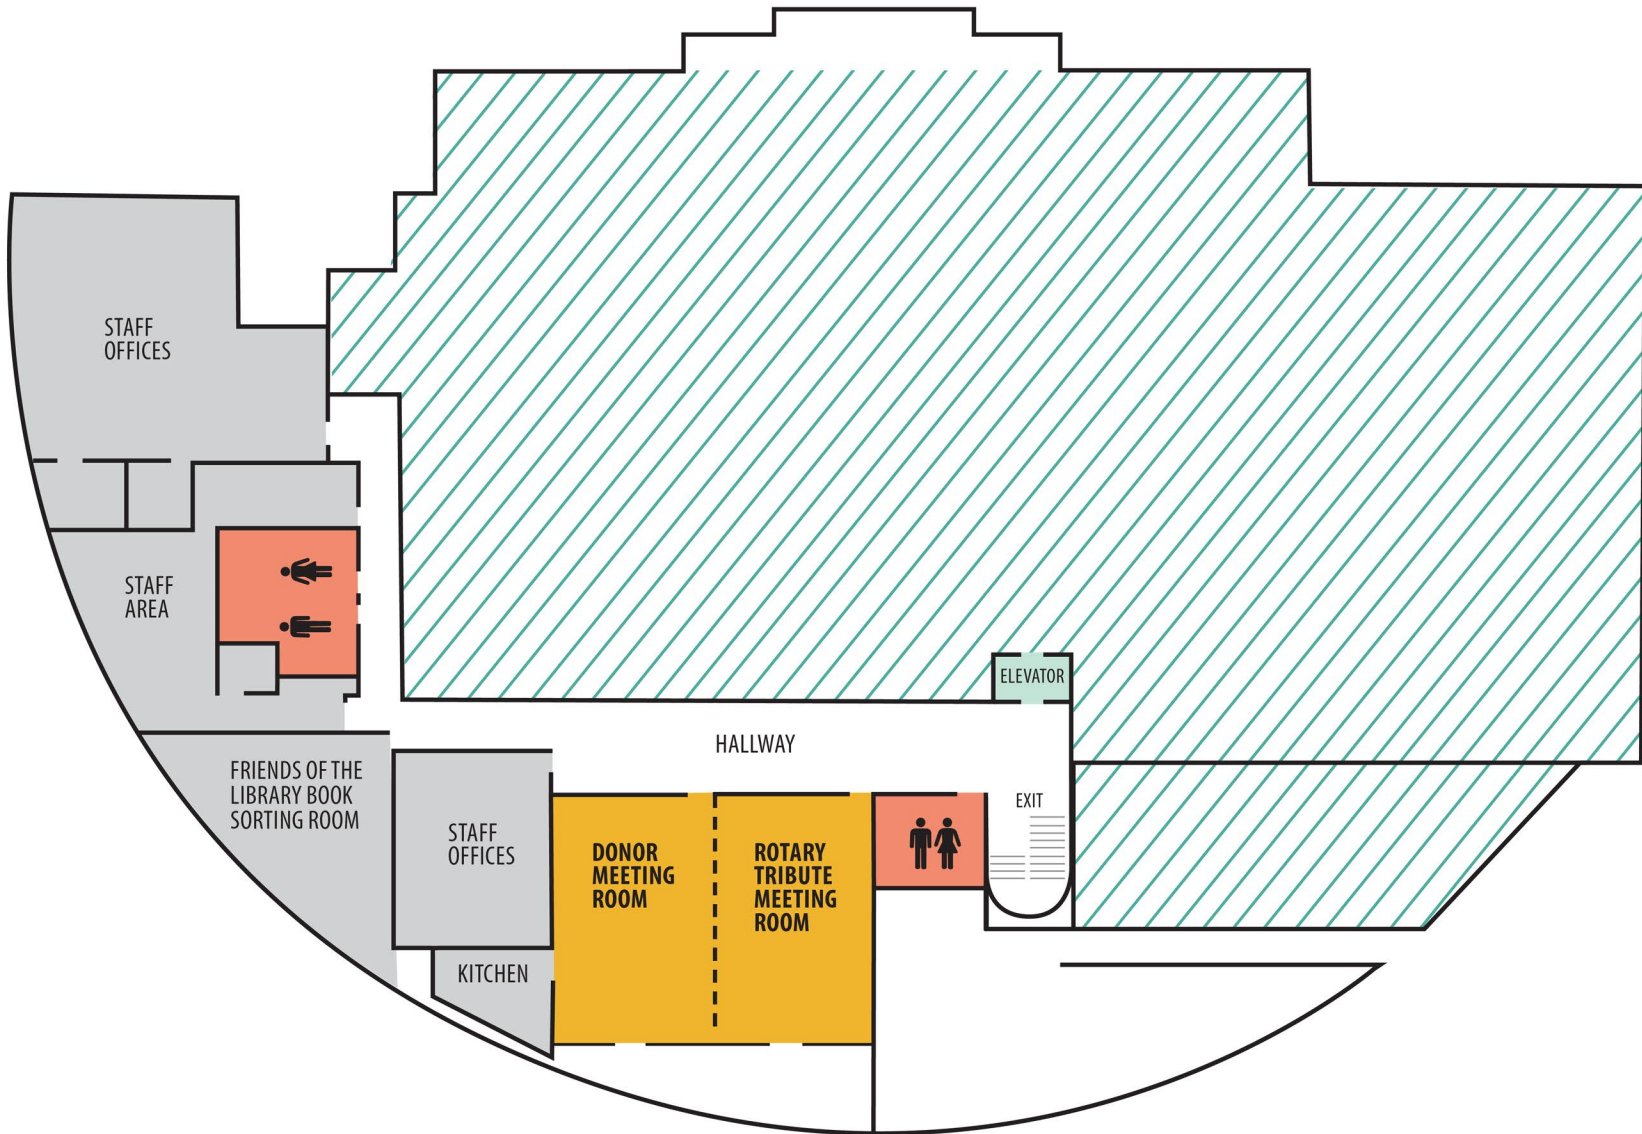 STAFF
OFFICES
STAFF
AREA
ELEVATOR
HALLWAY
FRIENDS OF THE
LIBRARY BOOK
SORTING ROOM
STAFF
OFFICES
KITCHEN
DONOR
MEETING
ROOM
ROTARY
TRIBUTE
MEETING
ROOM
EXIT